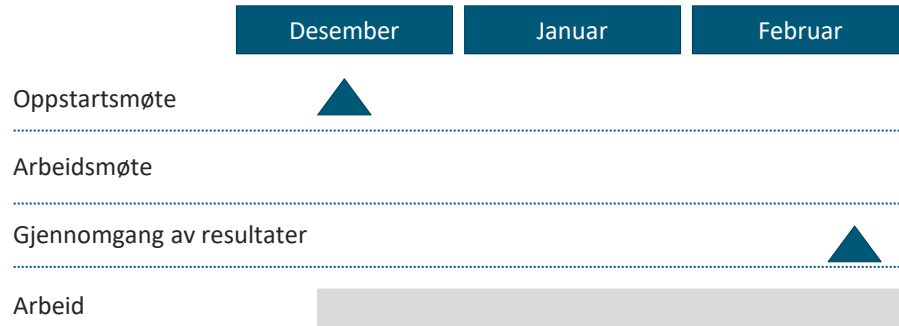 Desember Januar Februar
Oppstartsmøte
Arbeidsmøte
Gjennomgang av resultater
Arbeid